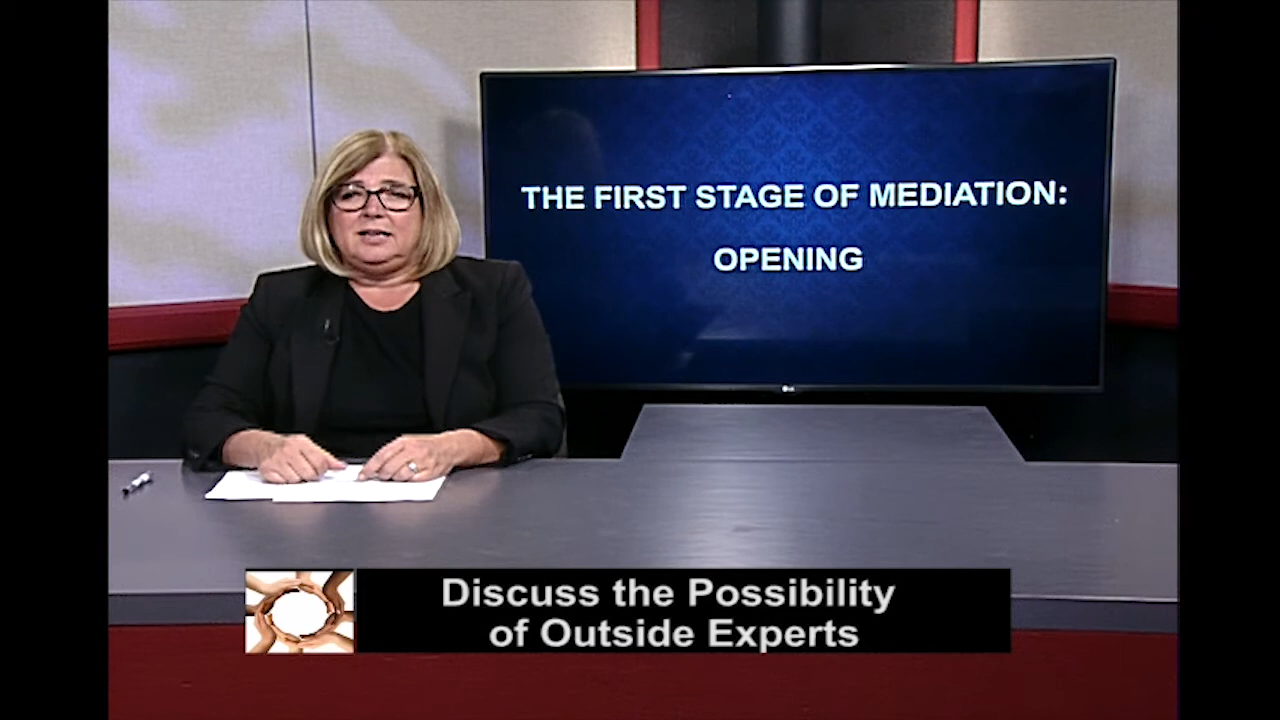 THE FIRST STAGE OF MEDIATION:
OPENING
Discuss the Possibility
of Outside Experts